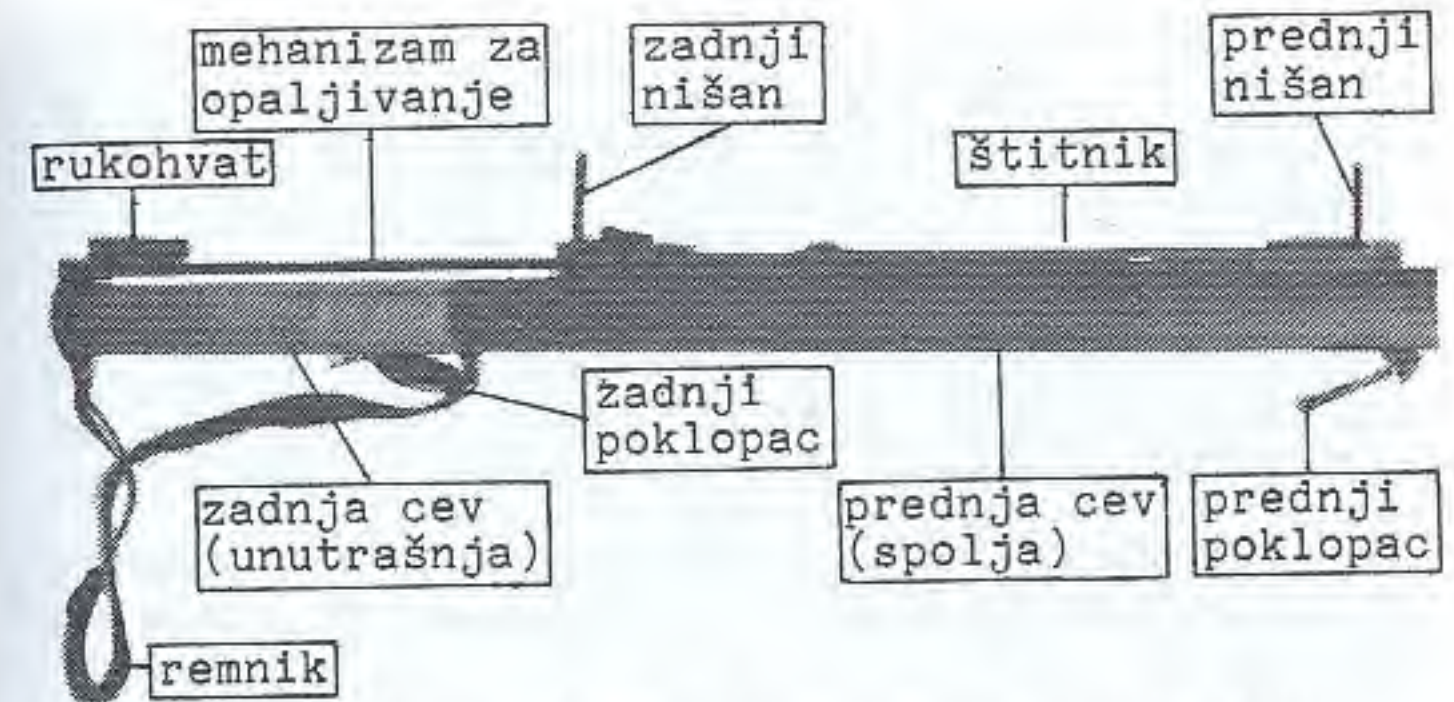 mehanizam za
opaljivanje
zadnji
nišan
prednji
nišan
rukohvat
štitnik
zadnji
poklopac
zadnja cev
(unutrašnja)
prednja cev
(spolja)
prednji
poklopac
remnik